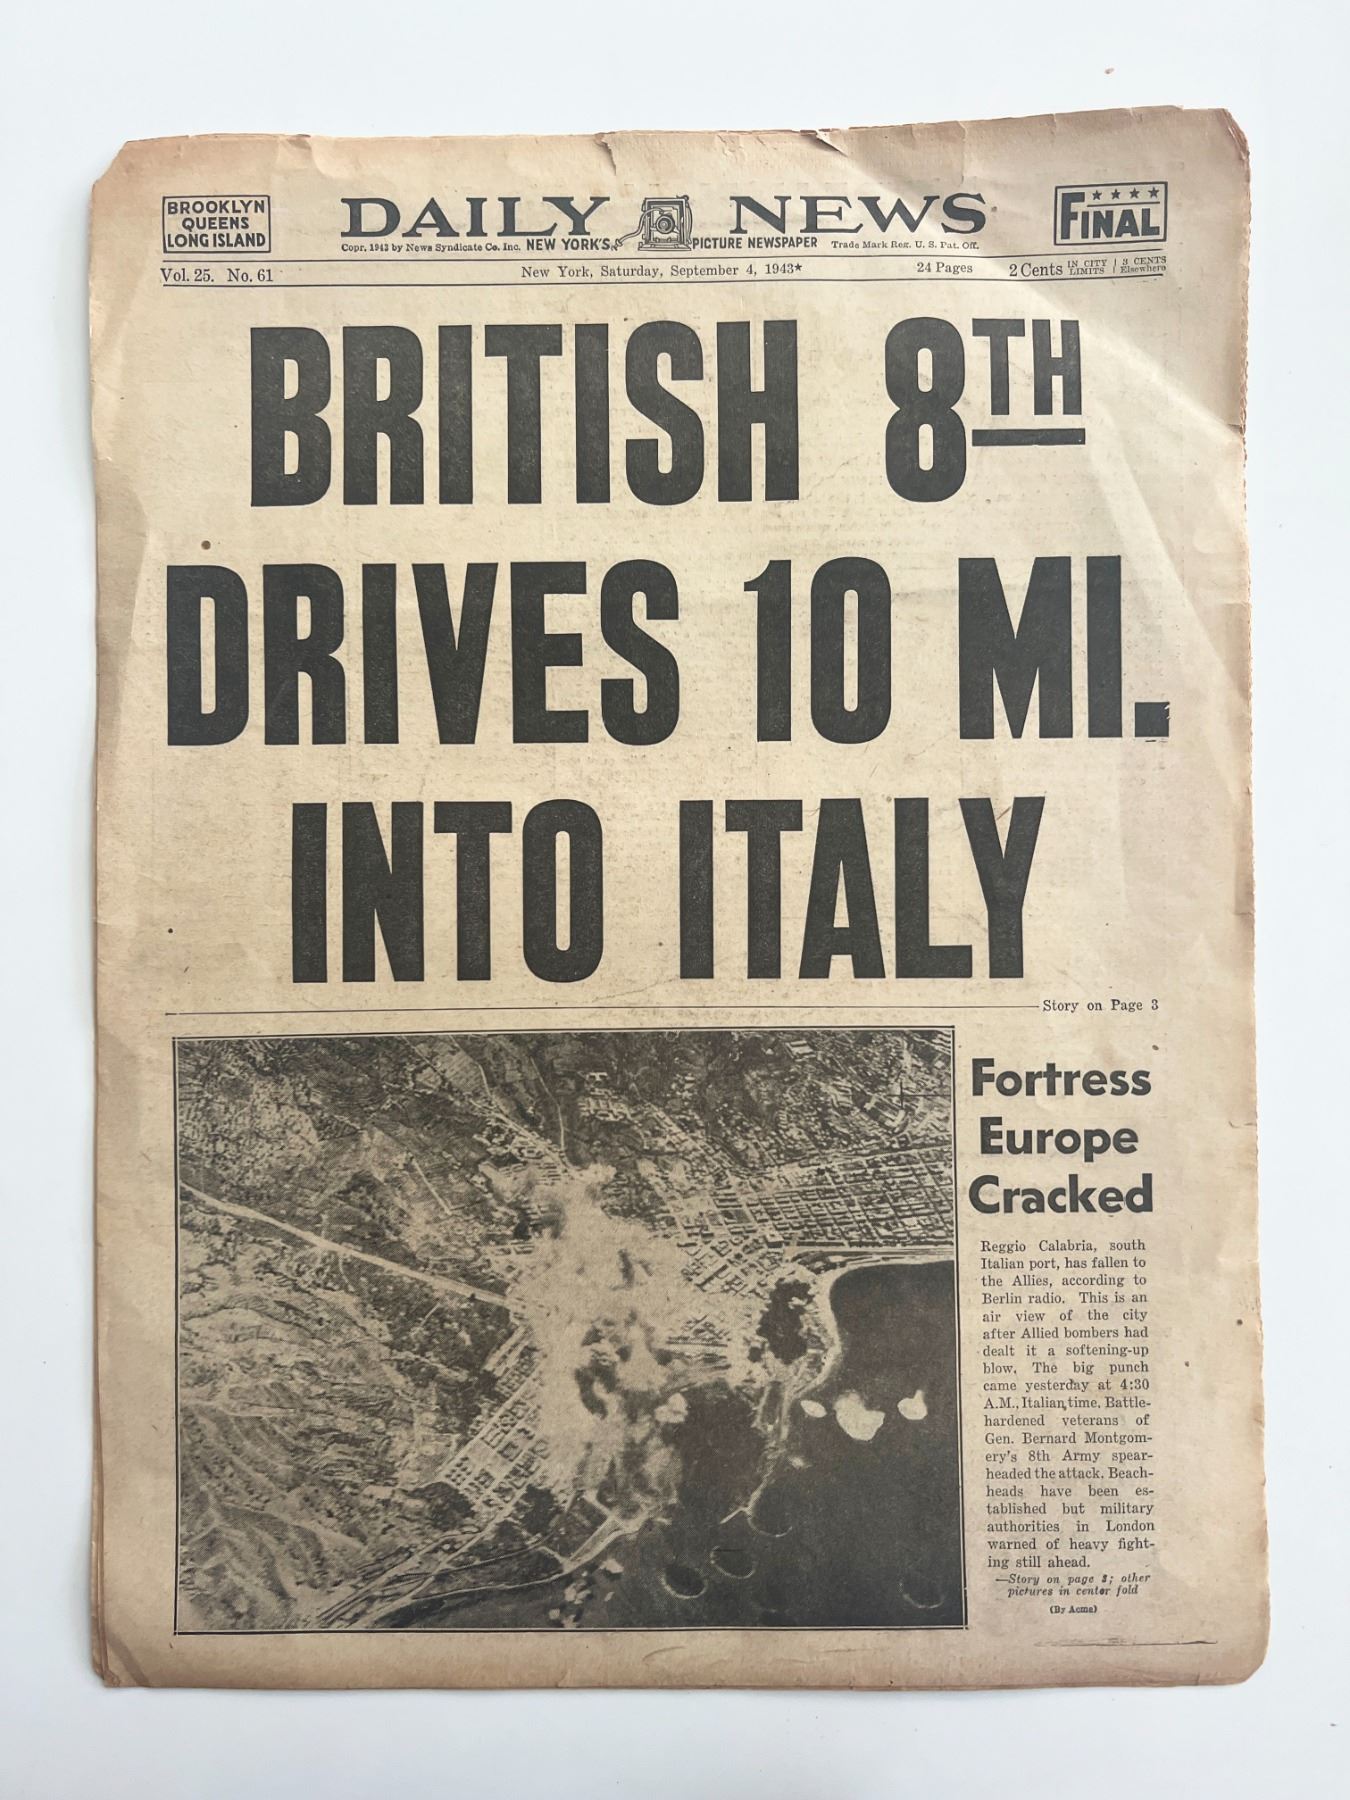 BROOKLYN
QUEENS
LONG ISLAND
DAILY NEWS
Copr. 1943 by News Syndicate Co. Inc. NEW YORK'S PICTURE NEWSPAPER Trade Mark Reg. U. S. Pat. Off.
★ ★ ★ ★
FINAL
Vol. 25. No. 61 New York, Saturday, September 4, 1943★ 24 Pages 2 Cents IN CITY LIMITS | 3 CENTS Elsewhere
BRITISH 8TH
DRIVES 10 MI.
INTO ITALY
Story on Page 3
Fortress
Europe
Cracked
Reggio Calabria, south
Italian port, has fallen to
the Allies, according to
Berlin radio. This is an
air view of the city
after Allied bombers had
dealt it a softening-up
blow. The big punch
came yesterday at 4:30
A.M., Italian time. Battle-
hardened veterans of
Gen. Bernard Montgom-
ery's 8th Army spear-
headed the attack. Beach-
heads have been es-
tablished but military
authorities in London
warned of heavy fight-
ing still ahead.
—Story on page 3; other
pictures in center fold
(By Acme)